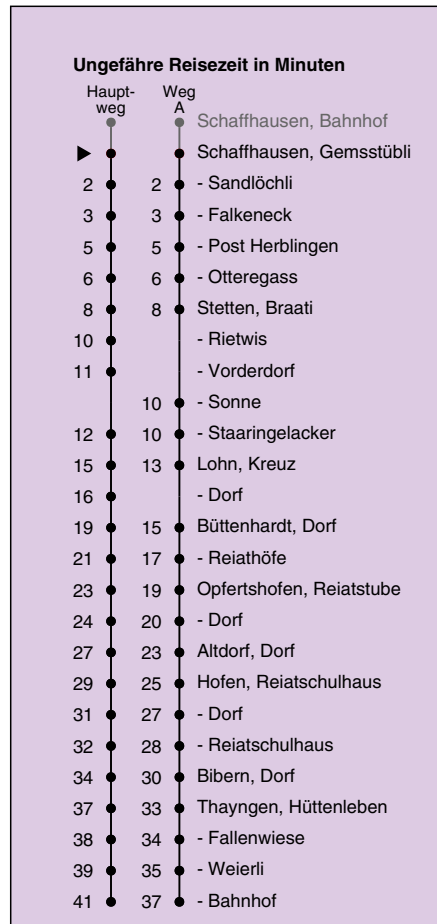 Ungefähre Reisezeit in Minuten
Haupt- Weg
weg A
Schaffhausen, Bahnhof
Schaffhausen, Gemsstübli
2 2 - Sandlöchli
3 3 - Falkeneck
5 5 - Post Herblingen
6 6 - Otteregass
8 8 Stetten, Braati
10 - Rietwis
11 - Vorderdorf
10 - Sonne
12 10 - Staaringelacker
15 13 Lohn, Kreuz
16 - Dorf
19 15 Büttenhardt, Dorf
21 17 - Reiathöfe
23 19 Opfertshofen, Reiatstube
24 20 - Dorf
27 23 Altdorf, Dorf
29 25 Hofen, Reiatschulhaus
31 27 - Dorf
32 28 - Reiatschulhaus
34 30 Bibern, Dorf
37 33 Thayngen, Hüttenleben
38 34 - Fallenwiese
39 35 - Weierli
41 37 - Bahnhof